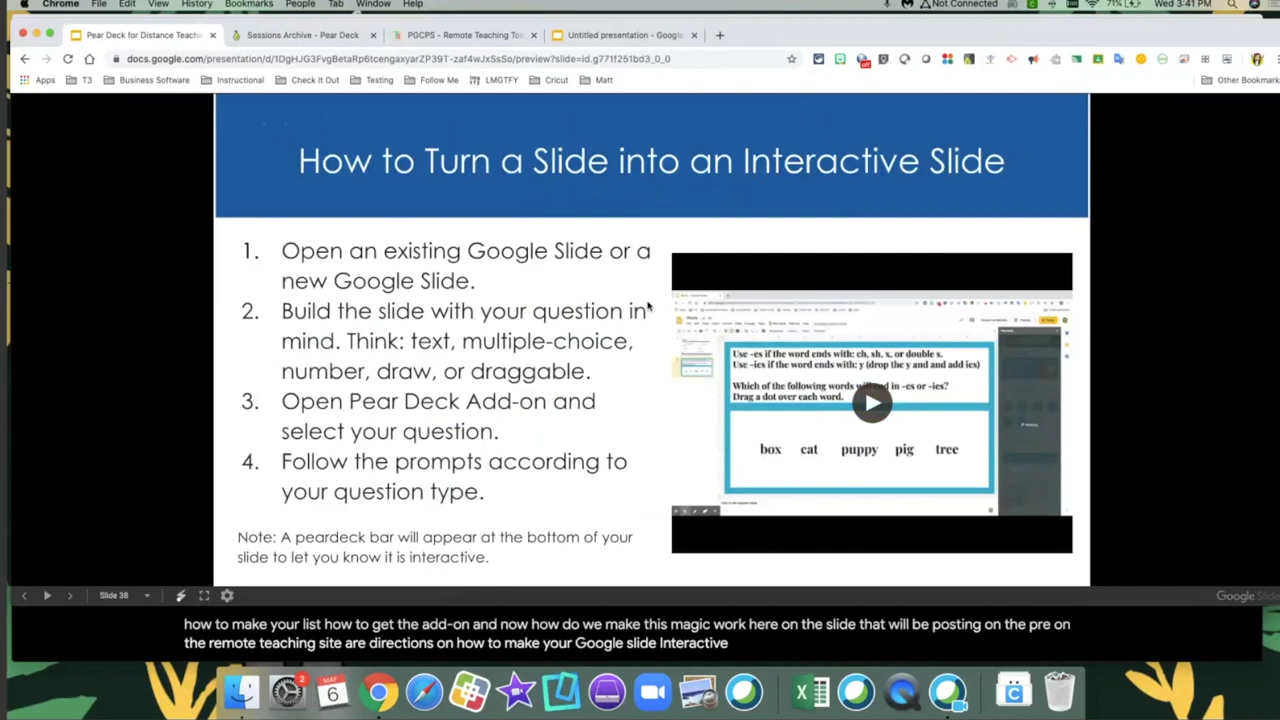 Chrome File Edit View History Bookmarks People Tab Window Help Not Connected 71% Wed 3:41 PM
Pear Deck for Distance Teachi Sessions Archive - Pear Deck PGCPS - Remote Teaching Too Untitled presentation - Google
docs.google.com/presentation/d/1DgHJG3FvgBetaRp6tcengaxyarZP39T-zaf4wJxSsSo/preview?slide=id.g771f251bd3_0_0
Apps T3 Business Software Instructional Check It Out Testing Follow Me LMGTFY Cricut Matt Other Bookmark
How to Turn a Slide into an Interactive Slide
1. Open an existing Google Slide or a
new Google Slide.
2. Build the slide with your question in
mind. Think: text, multiple-choice,
number, draw, or draggable.
3. Open Pear Deck Add-on and
select your question.
4. Follow the prompts according to
your question type.
Note: A peardeck bar will appear at the bottom of your
slide to let you know it is interactive.
Use -es if the word ends with: ch, sh, x, or double s.
Use -ies if the word ends with: y (drop the y and and add ies)
Which of the following words will end in -es or -ies?
Drag a dot over each word.
box cat puppy pig tree
Slide 38 Google Slide
how to make your list how to get the add-on and now how do we make this magic work here on the slide that will be posting on the pre on
the remote teaching site are directions on how to make your Google slide Interactive
2
MAY
6